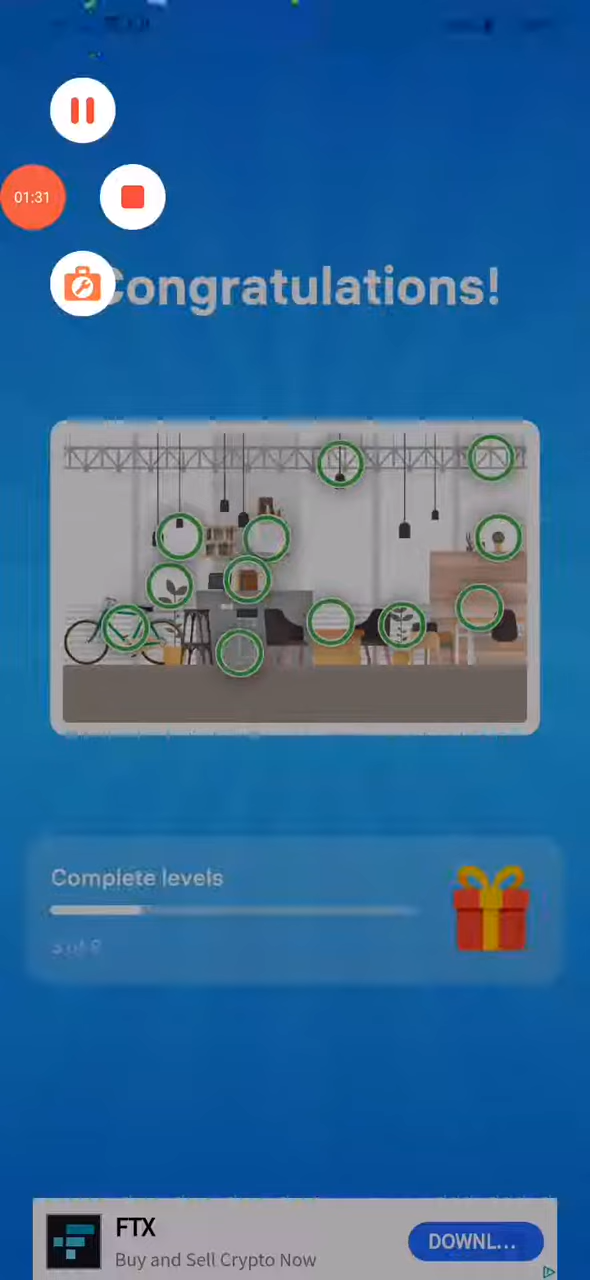 01:31
Congratulations!
Complete levels
FTX
DOWNL...
Buy and Sell Crypto Now